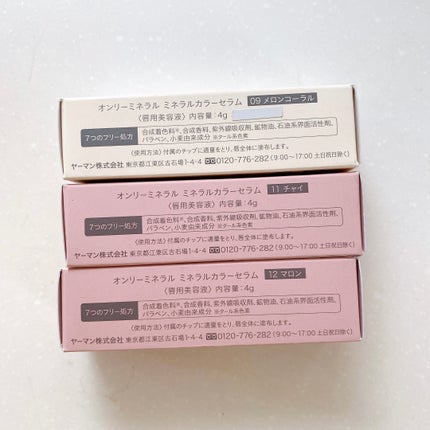 オンリーミネラル ミネラルカラーセラム 09 メロンコーラル
〈唇用美容液〉内容量:4g
7つのフリー処方 合成着色料※、合成香料、紫外線吸収剤、鉱物油、石油系界面活性剤、
パラベン、小麦由来成分 ※タール系色素
〈使用方法〉付属のチップに適量をとり、唇全体に塗布します。
ヤーマン株式会社 東京都江東区古石場1-4-4 0120-776-282(9:00〜17:00 土日祝日除く)
オンリーミネラル ミネラルカラーセラム 11 チャイ
〈唇用美容液〉内容量:4g
7つのフリー処方 合成着色料※、合成香料、紫外線吸収剤、鉱物油、石油系界面活性剤、
パラベン、小麦由来成分 ※タール系色素
〈使用方法〉付属のチップに適量をとり、唇全体に塗布します。
ヤーマン株式会社 東京都江東区古石場1-4-4 0120-776-282(9:00〜17:00 土日祝日除く)
オンリーミネラル ミネラルカラーセラム 12 マロン
〈唇用美容液〉内容量:4g
7つのフリー処方 合成着色料※、合成香料、紫外線吸収剤、鉱物油、石油系界面活性剤、
パラベン、小麦由来成分 ※タール系色素
〈使用方法〉付属のチップに適量をとり、唇全体に塗布します。
ヤーマン株式会社 東京都江東区古石場1-4-4 0120-776-282(9:00〜17:00 土日祝日除く)